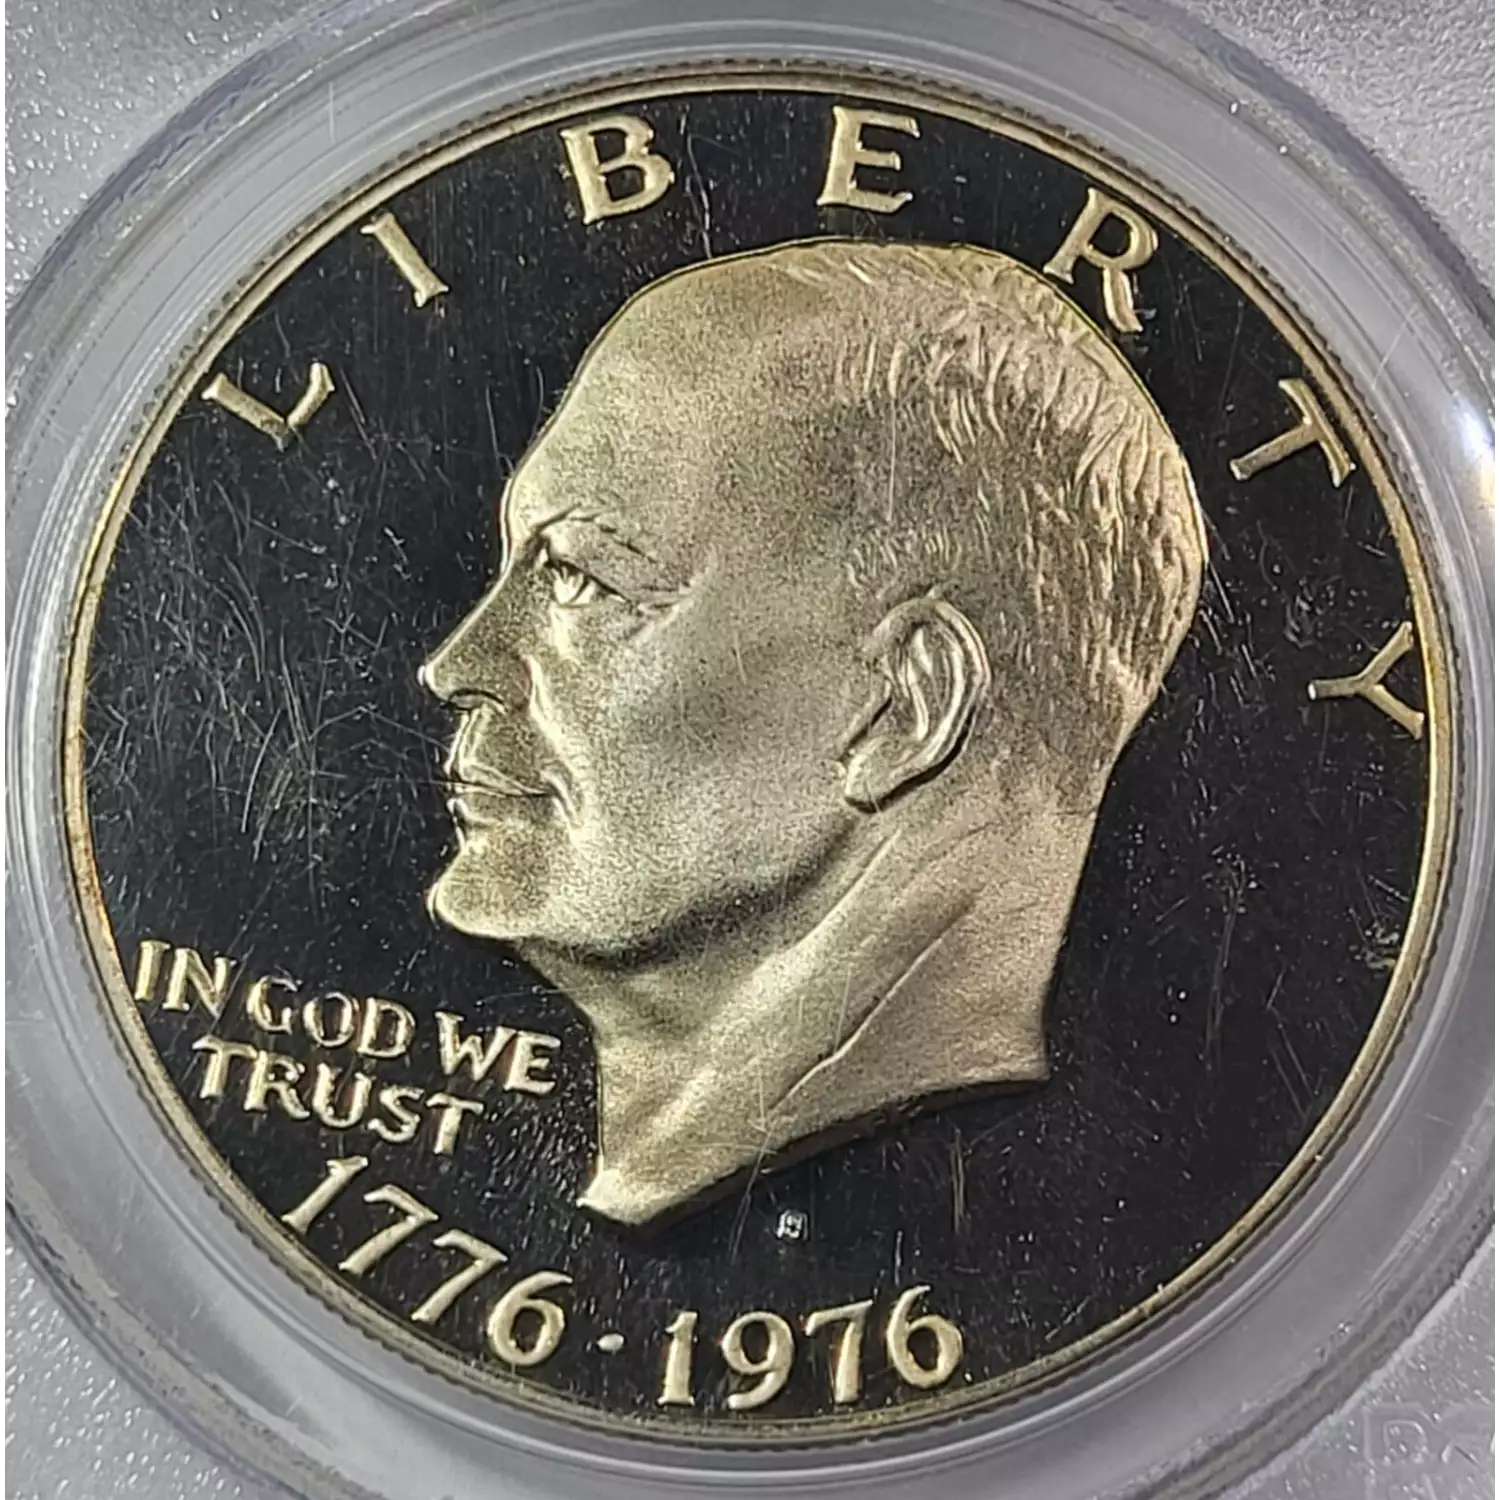 LIBERTY
IN GOD WE
TRUST
S
1776·1976